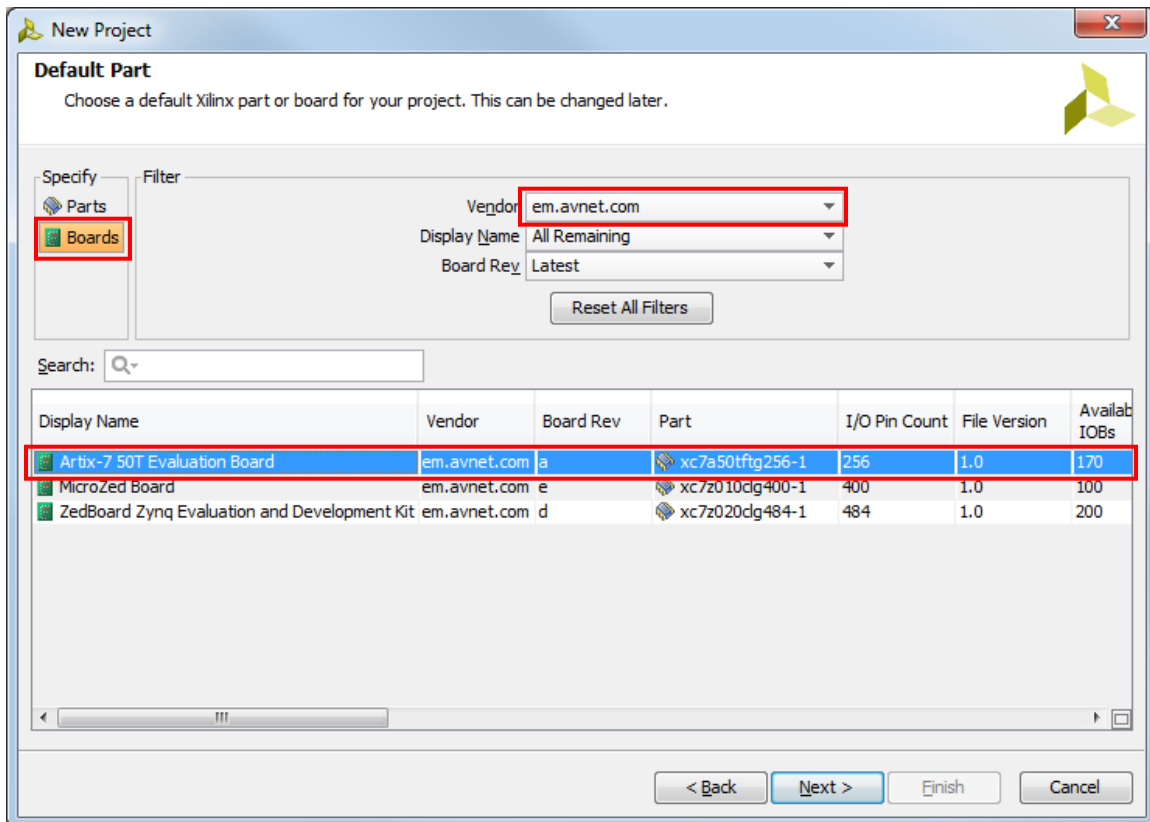 New Project
Default Part
Choose a default Xilinx part or board for your project. This can be changed later.
Specify
Filter
Parts
Boards
Vendor em.avnet.com
Display Name All Remaining
Board Rev Latest
Reset All Filters
Search:
Display Name Vendor Board Rev Part I/O Pin Count File Version Availab IOBs
Artix-7 50T Evaluation Board em.avnet.com a xc7a50tftg256-1 256 1.0 170
MicroZed Board em.avnet.com e xc7z010clg400-1 400 1.0 100
ZedBoard Zynq Evaluation and Development Kit em.avnet.com d xc7z020clg484-1 484 1.0 200
< Back Next > Finish Cancel